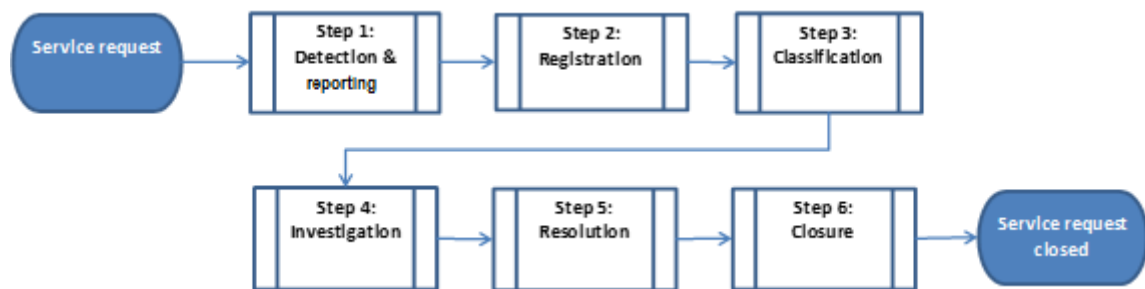 Service request
Step 1:
Detection &
reporting
Step 2:
Registration
Step 3:
Classification
Step 4:
Investigation
Step 5:
Resolution
Step 6:
Closure
Service request
closed